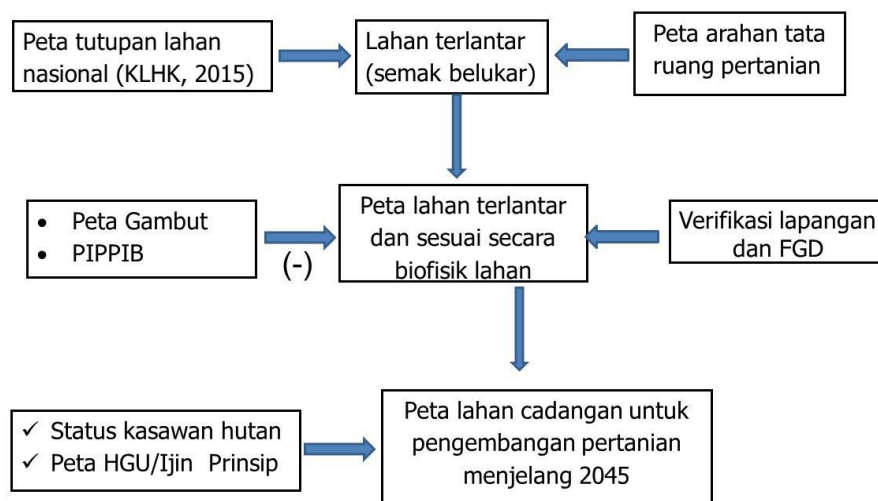 Peta tutupan lahan
nasional (KLHK, 2015)
Lahan terlantar
(semak belukar)
Peta arahan tata
ruang pertanian
• Peta Gambut
• PIPPIB
(-)
Peta lahan terlantar
dan sesuai secara
biofisik lahan
Verifikasi lapangan
dan FGD
✓ Status kasawan hutan
✓ Peta HGU/Ijin Prinsip
Peta lahan cadangan untuk
pengembangan pertanian
menjelang 2045